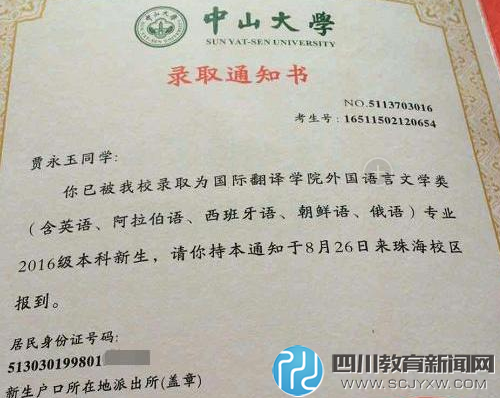 中山大學
SUN YAT-SEN UNIVERSITY
录取通知书
NO.5113703016
考生号：16511502120654
贾永玉同学：
你已被我校录取为国际翻译学院外国语言文学类
（含英语、阿拉伯语、西班牙语、朝鲜语、俄语）专业
2016级本科新生，请你持本通知于8月26日来珠海校区
报到。
居民身份证号码：
513030199801
新生户口所在地派出所(盖章)
四川教育新闻网
WWW.SCJYXW.COM